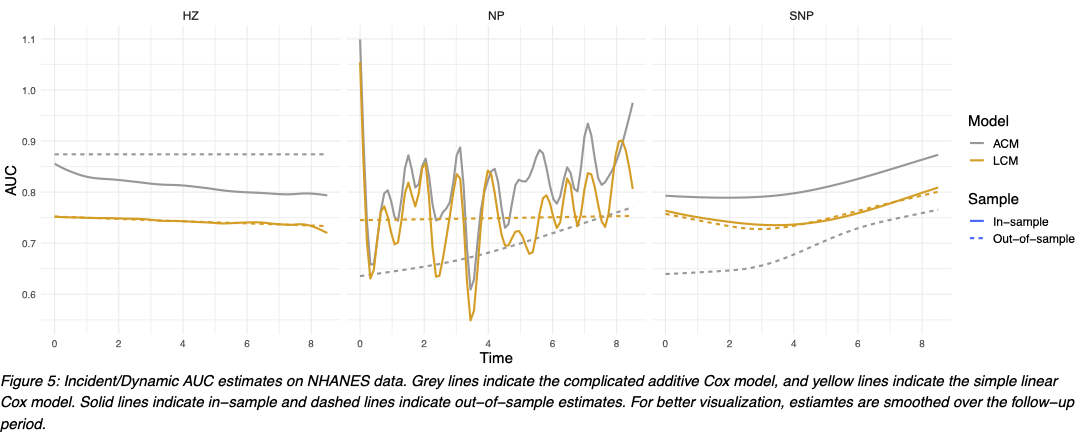 HZ NP SNP
1.1
1.0
0.9
0.8
0.7
0.6
AUC
0 2 4 6 8 0 2 4 6 8 0 2 4 6 8
Time
Model
ACM
LCM
Sample
In−sample
Out−of−sample
Figure 5: Incident/Dynamic AUC estimates on NHANES data. Grey lines indicate the complicated additive Cox model, and yellow lines indicate the simple linear
Cox model. Solid lines indicate in−sample and dashed lines indicate out−of−sample estimates. For better visualization, estiamtes are smoothed over the follow−up
period.